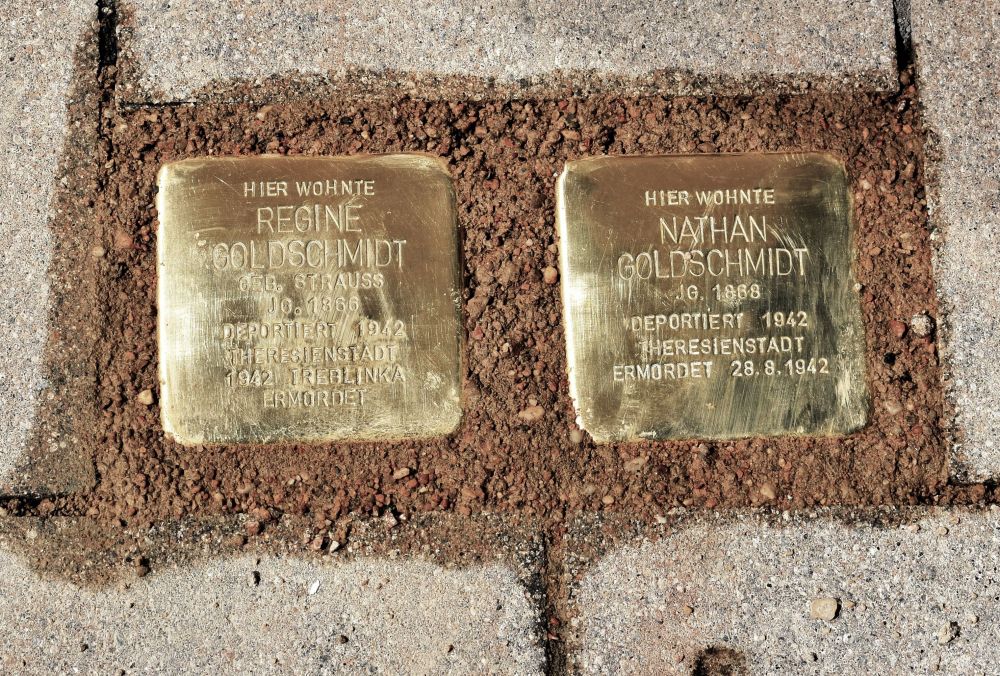 HIER WOHNTE
REGINE
GOLDSCHMIDT
GEB. STRAUSS
JG. 1866
DEPORTIERT 1942
THERESIENSTADT
1942 TREBLINKA
ERMORDET
HIER WOHNTE
NATHAN
GOLDSCHMIDT
JG. 1868
DEPORTIERT 1942
THERESIENSTADT
ERMORDET 28.8.1942